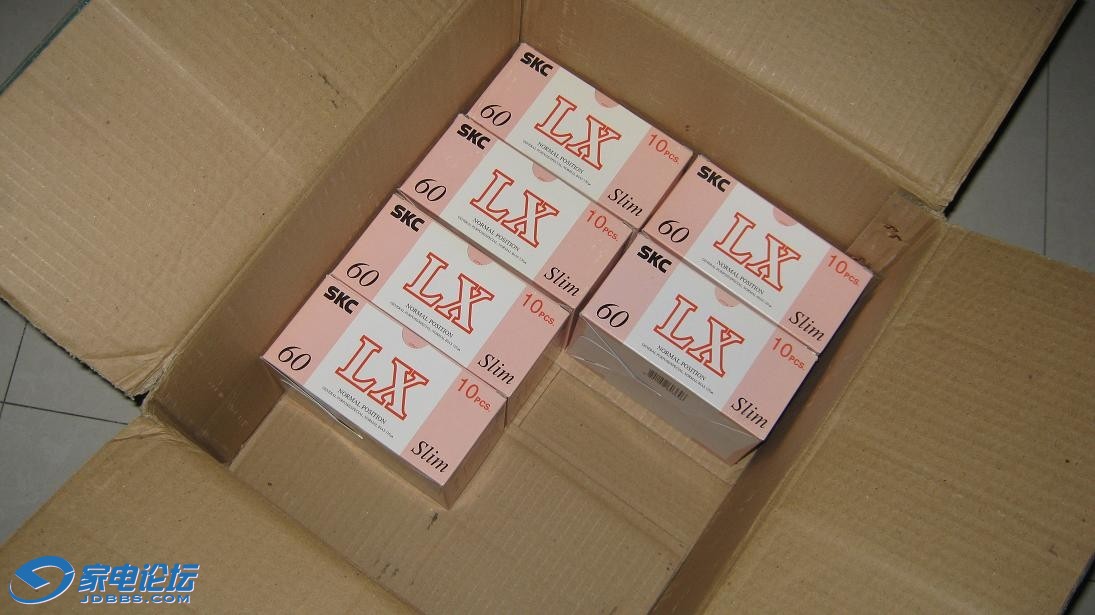 SKC
60
LX
10PCS.
NORMAL POSITION
Slim
SKC
60
LX
10PCS.
NORMAL POSITION
Slim
SKC
60
LX
10PCS.
NORMAL POSITION
Slim
SKC
60
LX
10PCS.
NORMAL POSITION
Slim
SKC
60
LX
10PCS.
NORMAL POSITION
Slim
SKC
60
LX
10PCS.
NORMAL POSITION
Slim
家电论坛
JDBBS.COM